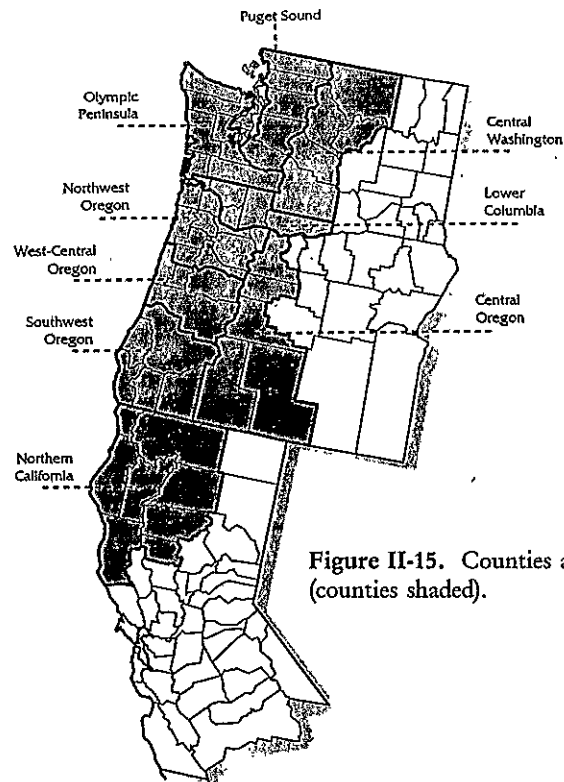 Puget Sound
Olympic
Peninsula
Central
Washington
Northwest
Oregon
Lower
Columbia
West-Central
Oregon
Southwest
Oregon
Central
Oregon
Northern
California
Figure II-15. Counties a
(counties shaded).